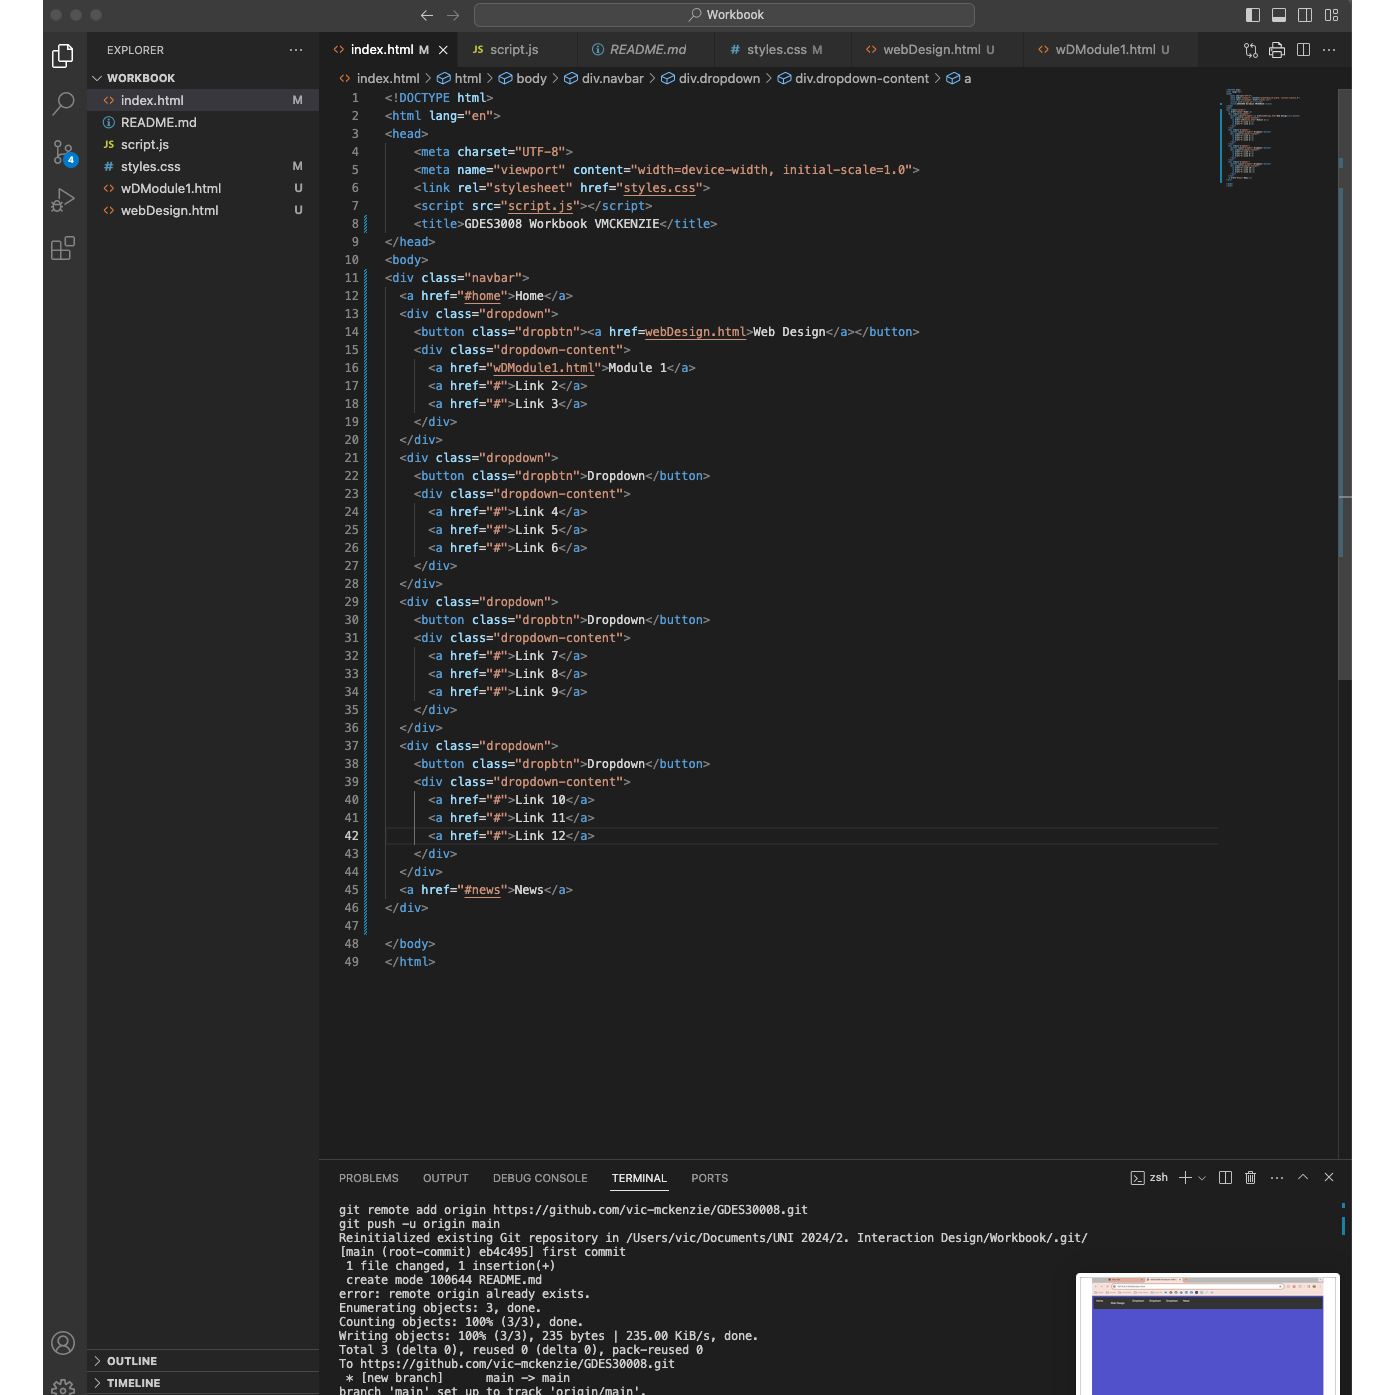 Workbook
EXPLORER
WORKBOOK
index.html M
README.md
script.js
styles.css M
wDModule1.html U
webDesign.html U
4
OUTLINE
TIMELINE
index.html M
script.js
README.md
styles.css M
webDesign.html U
wDModule1.html U
index.html > html > body > div.navbar > div.dropdown > div.dropdown-content > a
1 <!DOCTYPE html>
2 <html lang="en">
3 <head>
4 <meta charset="UTF-8">
5 <meta name="viewport" content="width=device-width, initial-scale=1.0">
6 <link rel="stylesheet" href="styles.css">
7 <script src="script.js"></script>
8 <title>GDES3008 Workbook VMCKENZIE</title>
9 </head>
10 <body>
11 <div class="navbar">
12 <a href="#home">Home</a>
13 <div class="dropdown">
14 <button class="dropbtn"><a href=webDesign.html>Web Design</a></button>
15 <div class="dropdown-content">
16 <a href="wDModule1.html">Module 1</a>
17 <a href="#">Link 2</a>
18 <a href="#">Link 3</a>
19 </div>
20 </div>
21 <div class="dropdown">
22 <button class="dropbtn">Dropdown</button>
23 <div class="dropdown-content">
24 <a href="#">Link 4</a>
25 <a href="#">Link 5</a>
26 <a href="#">Link 6</a>
27 </div>
28 </div>
29 <div class="dropdown">
30 <button class="dropbtn">Dropdown</button>
31 <div class="dropdown-content">
32 <a href="#">Link 7</a>
33 <a href="#">Link 8</a>
34 <a href="#">Link 9</a>
35 </div>
36 </div>
37 <div class="dropdown">
38 <button class="dropbtn">Dropdown</button>
39 <div class="dropdown-content">
40 <a href="#">Link 10</a>
41 <a href="#">Link 11</a>
42 <a href="#">Link 12</a>
43 </div>
44 </div>
45 <a href="#news">News</a>
46 </div>
47
48 </body>
49 </html>
PROBLEMS OUTPUT DEBUG CONSOLE TERMINAL PORTS
zsh
git remote add origin https://github.com/vic-mckenzie/GDES30008.git
git push -u origin main
Reinitialized existing Git repository in /Users/vic/Documents/UNI 2024/2. Interaction Design/Workbook/.git/
[main (root-commit) eb4c495] first commit
1 file changed, 1 insertion(+)
create mode 100644 README.md
error: remote origin already exists.
Enumerating objects: 3, done.
Counting objects: 100% (3/3), done.
Writing objects: 100% (3/3), 235 bytes | 235.00 KiB/s, done.
Total 3 (delta 0), reused 0 (delta 0), pack-reused 0
To https://github.com/vic-mckenzie/GDES30008.git
* [new branch] main -> main
branch 'main' set up to track 'origin/main'.